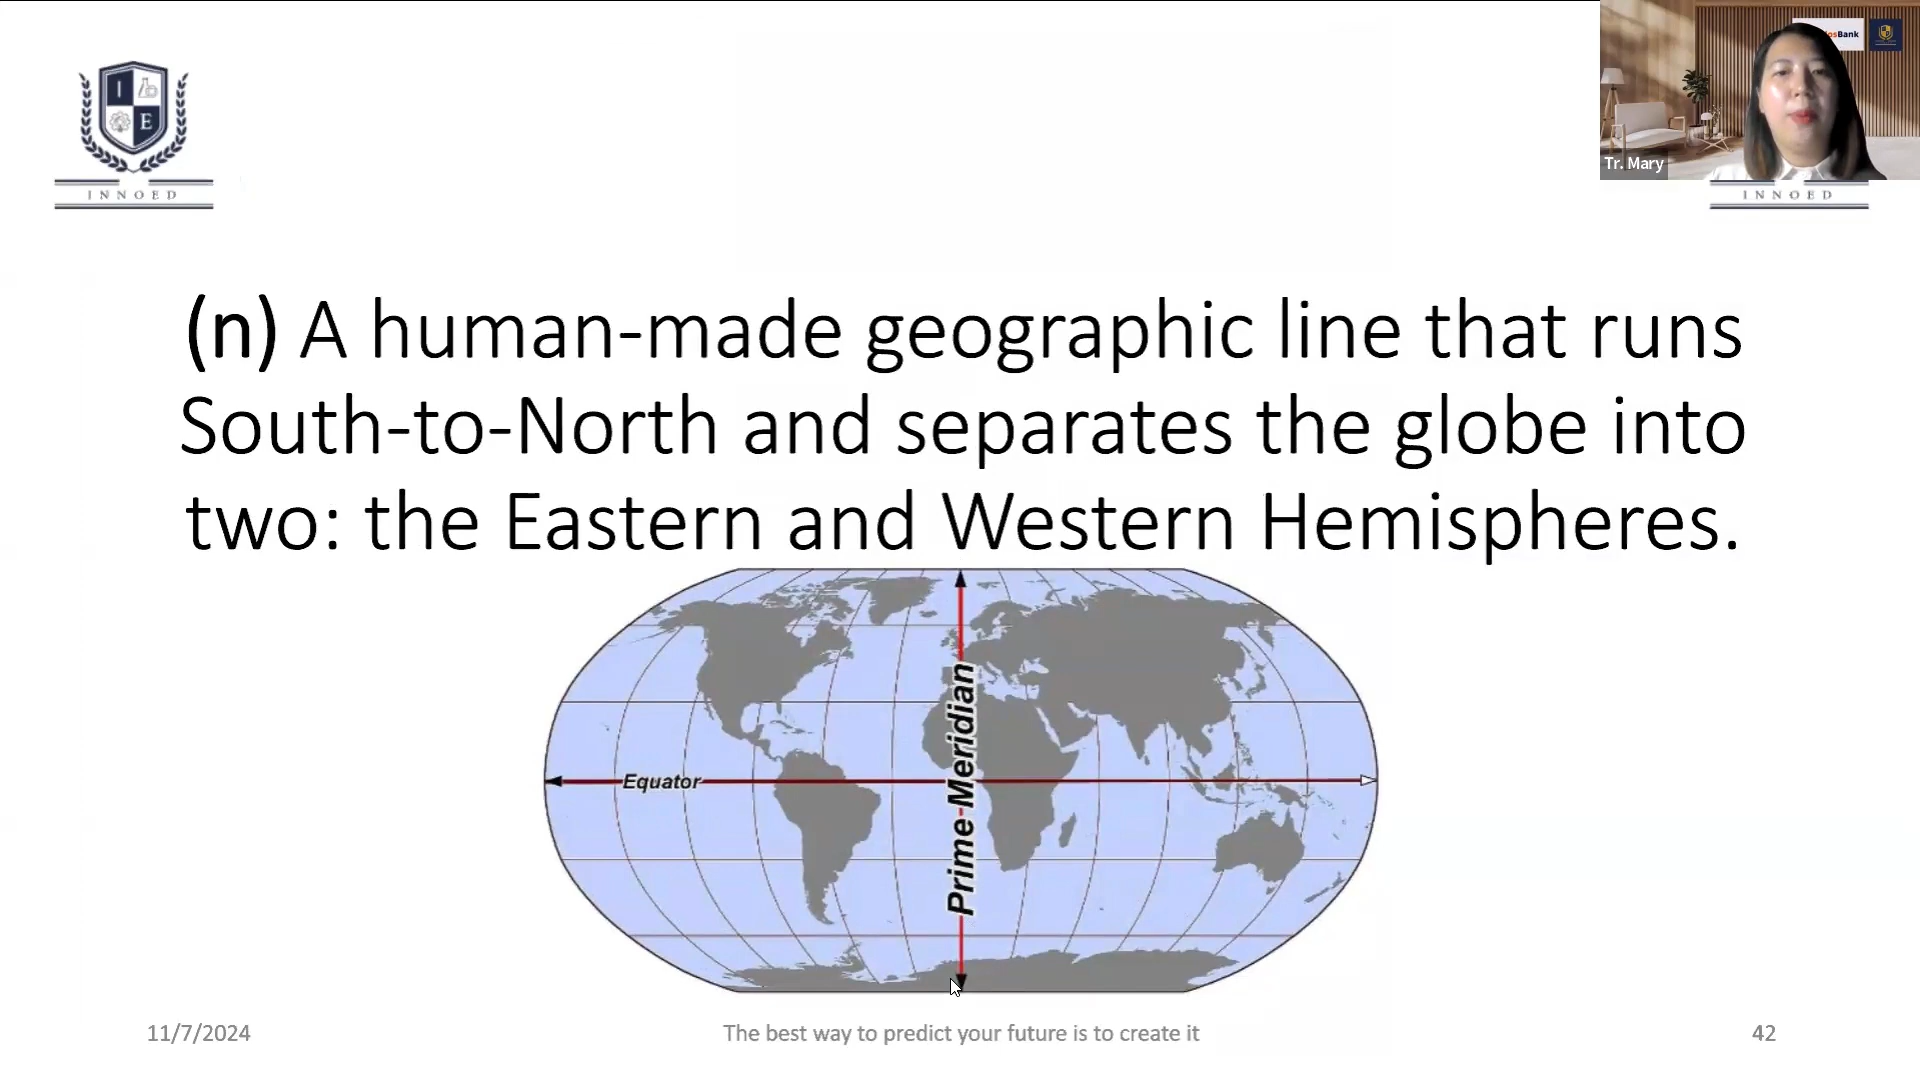 I
E
INNOED
osBank
Tr. Mary
INNOED
(n) A human-made geographic line that runs
South-to-North and separates the globe into
two: the Eastern and Western Hemispheres.
Prime Meridian
Equator
11/7/2024
The best way to predict your future is to create it
42